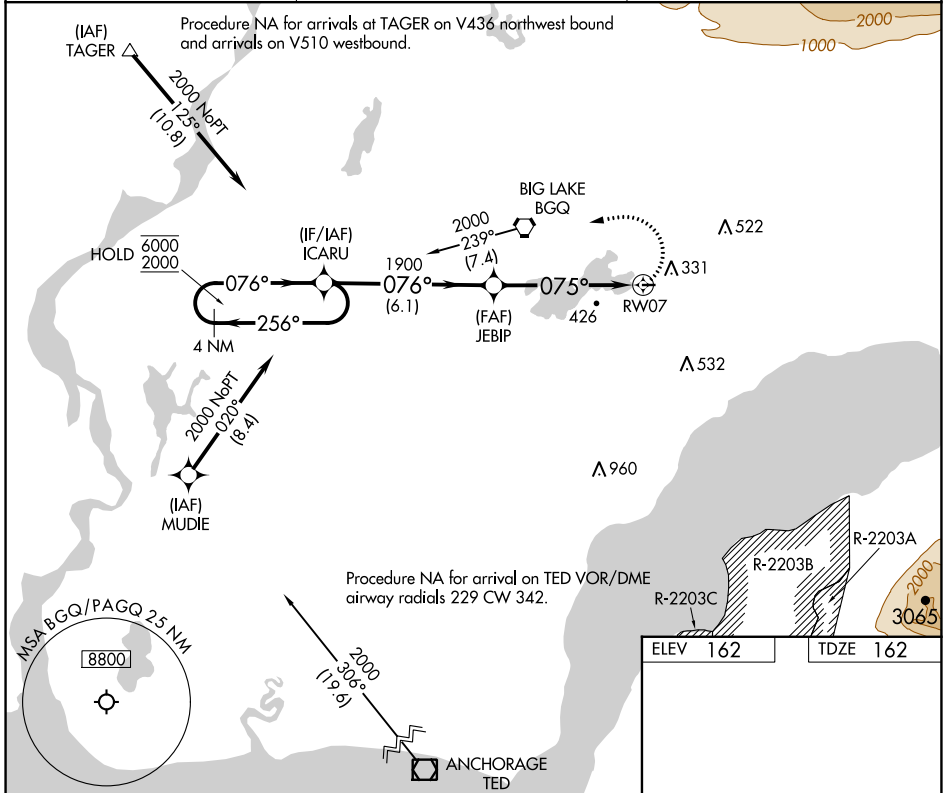 Procedure NA for arrivals at TAGER on V436 northwest bound
and arrivals on V510 westbound.
(IAF)
TAGER
2000 NoPT
125°
(10.8)
2000
1000
BIG LAKE
BGQ
2000
239°
(7.4)
522
331
HOLD
6000
2000
(IF/IAF)
ICARU
076°
1900
076°
(6.1)
075°
RW07
426
256°
4 NM
(FAF)
JEBIP
532
2000 NoPT
020°
(8.4)
(IAF)
MUDIE
960
R-2203A
R-2203B
R-2203C
2000
3065
Procedure NA for arrival on TED VOR/DME
airway radials 229 CW 342.
MSA BGQ/PAGQ 25 NM
8800
2000
306°
(19.6)
ANCHORAGE
TED
ELEV 162
TDZE 162